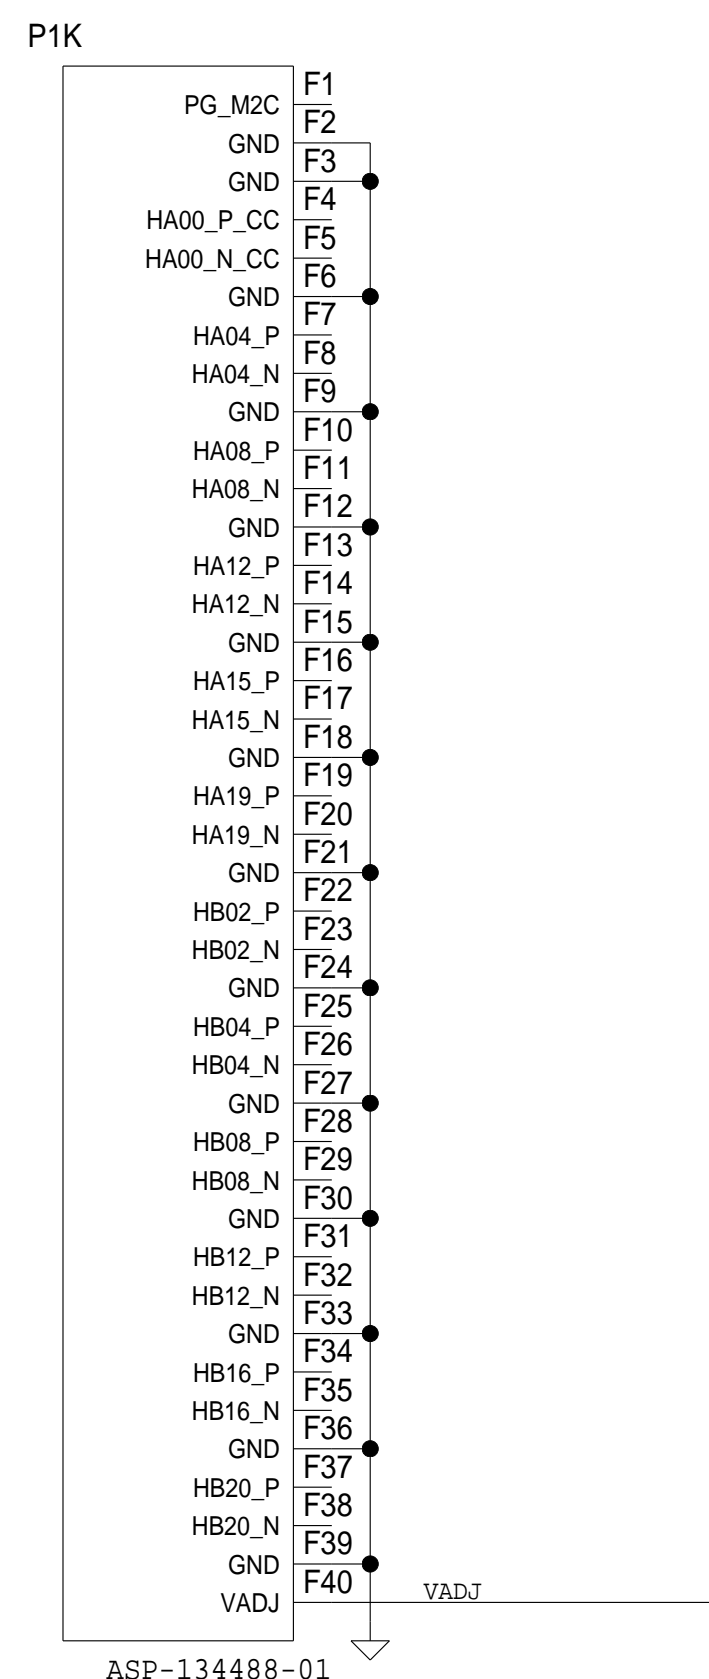 P1K
F1
PG_M2C
F2
GND
F3
GND
F4
HA00_P_CC
F5
HA00_N_CC
F6
GND
F7
HA04_P
F8
HA04_N
F9
GND
F10
HA08_P
F11
HA08_N
F12
GND
F13
HA12_P
F14
HA12_N
F15
GND
F16
HA15_P
F17
HA15_N
F18
GND
F19
HA19_P
F20
HA19_N
F21
GND
F22
HB02_P
F23
HB02_N
F24
GND
F25
HB04_P
F26
HB04_N
F27
GND
F28
HB08_P
F29
HB08_N
F30
GND
F31
HB12_P
F32
HB12_N
F33
GND
F34
HB16_P
F35
HB16_N
F36
GND
F37
HB20_P
F38
HB20_N
F39
GND
F40 VADJ
VADJ
ASP-134488-01